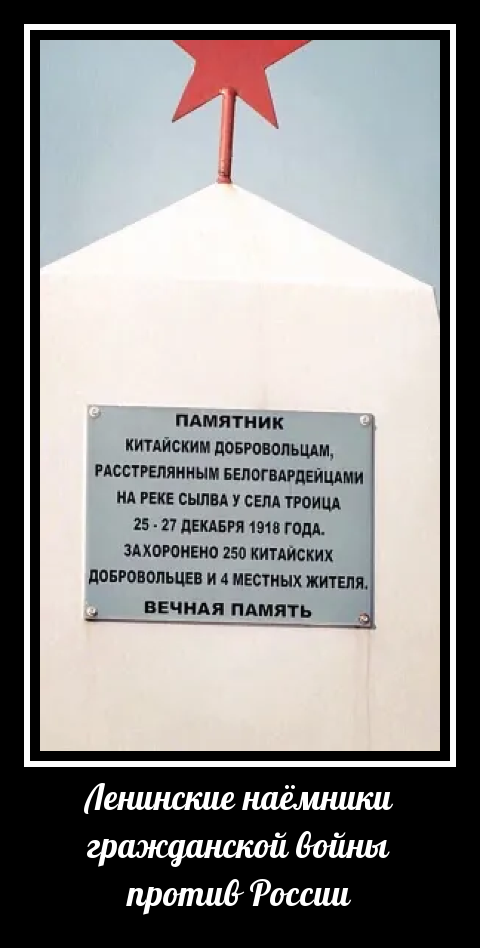 ПАМЯТНИК
КИТАЙСКИМ ДОБРОВОЛЬЦАМ,
РАССТРЕЛЯННЫМ БЕЛОГВАРДЕЙЦАМИ
НА РЕКЕ СЫЛВА У СЕЛА ТРОИЦА
25 - 27 ДЕКАБРЯ 1918 ГОДА.
ЗАХОРОНЕНО 250 КИТАЙСКИХ
ДОБРОВОЛЬЦЕВ И 4 МЕСТНЫХ ЖИТЕЛЯ.
ВЕЧНАЯ ПАМЯТЬ
Ленинские наёмники
гражданской войны
против России